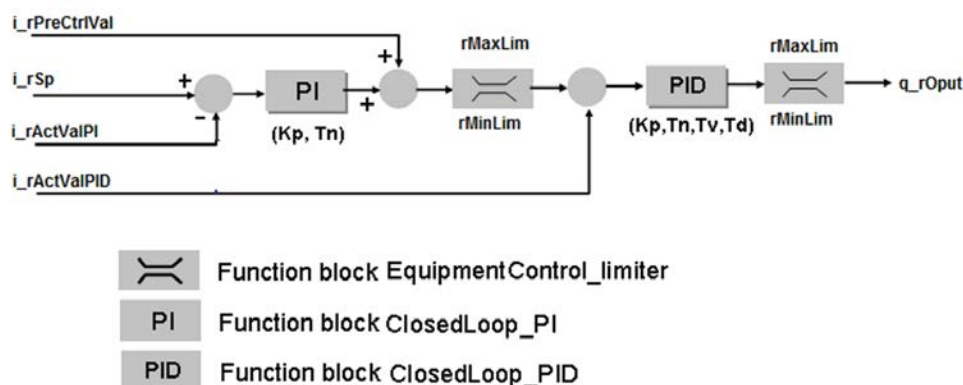 i_rPreCtrlVal
rMaxLim
rMaxLim
+
i_rSp
+
PI
+
PID
q_rOput
-
(Kp, Tn)
rMinLim
(Kp,Tn,Tv,Td)
rMinLim
i_rActValPI
i_rActValPID
Function block EquipmentControl_limiter
PI
Function block ClosedLoop_PI
PID
Function block ClosedLoop_PID